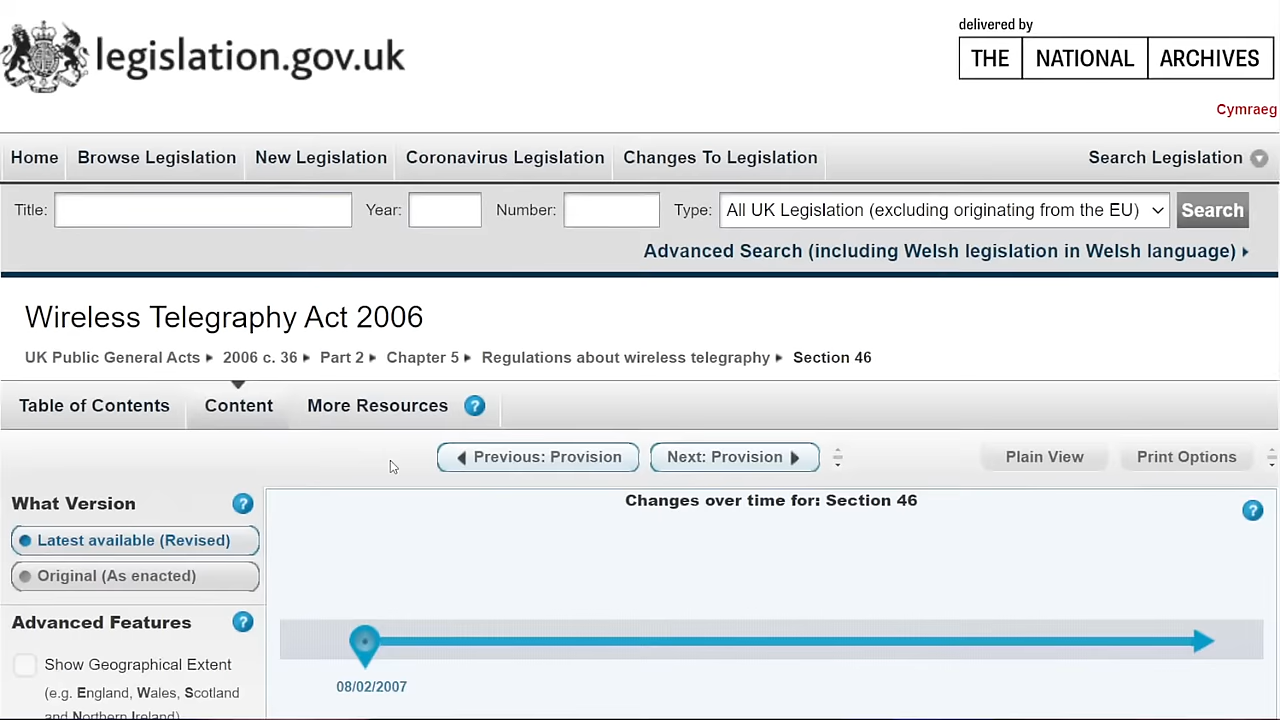 delivered by
legislation.gov.uk
THE NATIONAL ARCHIVES
Cymraeg
Home Browse Legislation New Legislation Coronavirus Legislation Changes To Legislation Search Legislation
Title: Year: Number: Type: All UK Legislation (excluding originating from the EU) Search
Advanced Search (including Welsh legislation in Welsh language)
Wireless Telegraphy Act 2006
UK Public General Acts 2006 c. 36 Part 2 Chapter 5 Regulations about wireless telegraphy Section 46
Table of Contents Content More Resources ?
Previous: Provision Next: Provision Plain View Print Options
What Version ?
Changes over time for: Section 46 ?
Latest available (Revised)
Original (As enacted)
Advanced Features ?
Show Geographical Extent
(e.g. England, Wales, Scotland
and Northern Ireland)
08/02/2007